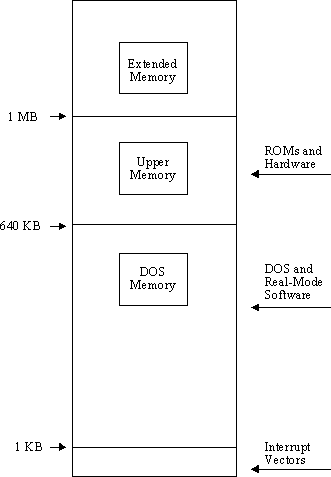 Extended
Memory
1 MB
ROMs and
Hardware
Upper
Memory
640 KB
DOS and
Real-Mode
Software
DOS
Memory
1 KB
Interrupt
Vectors